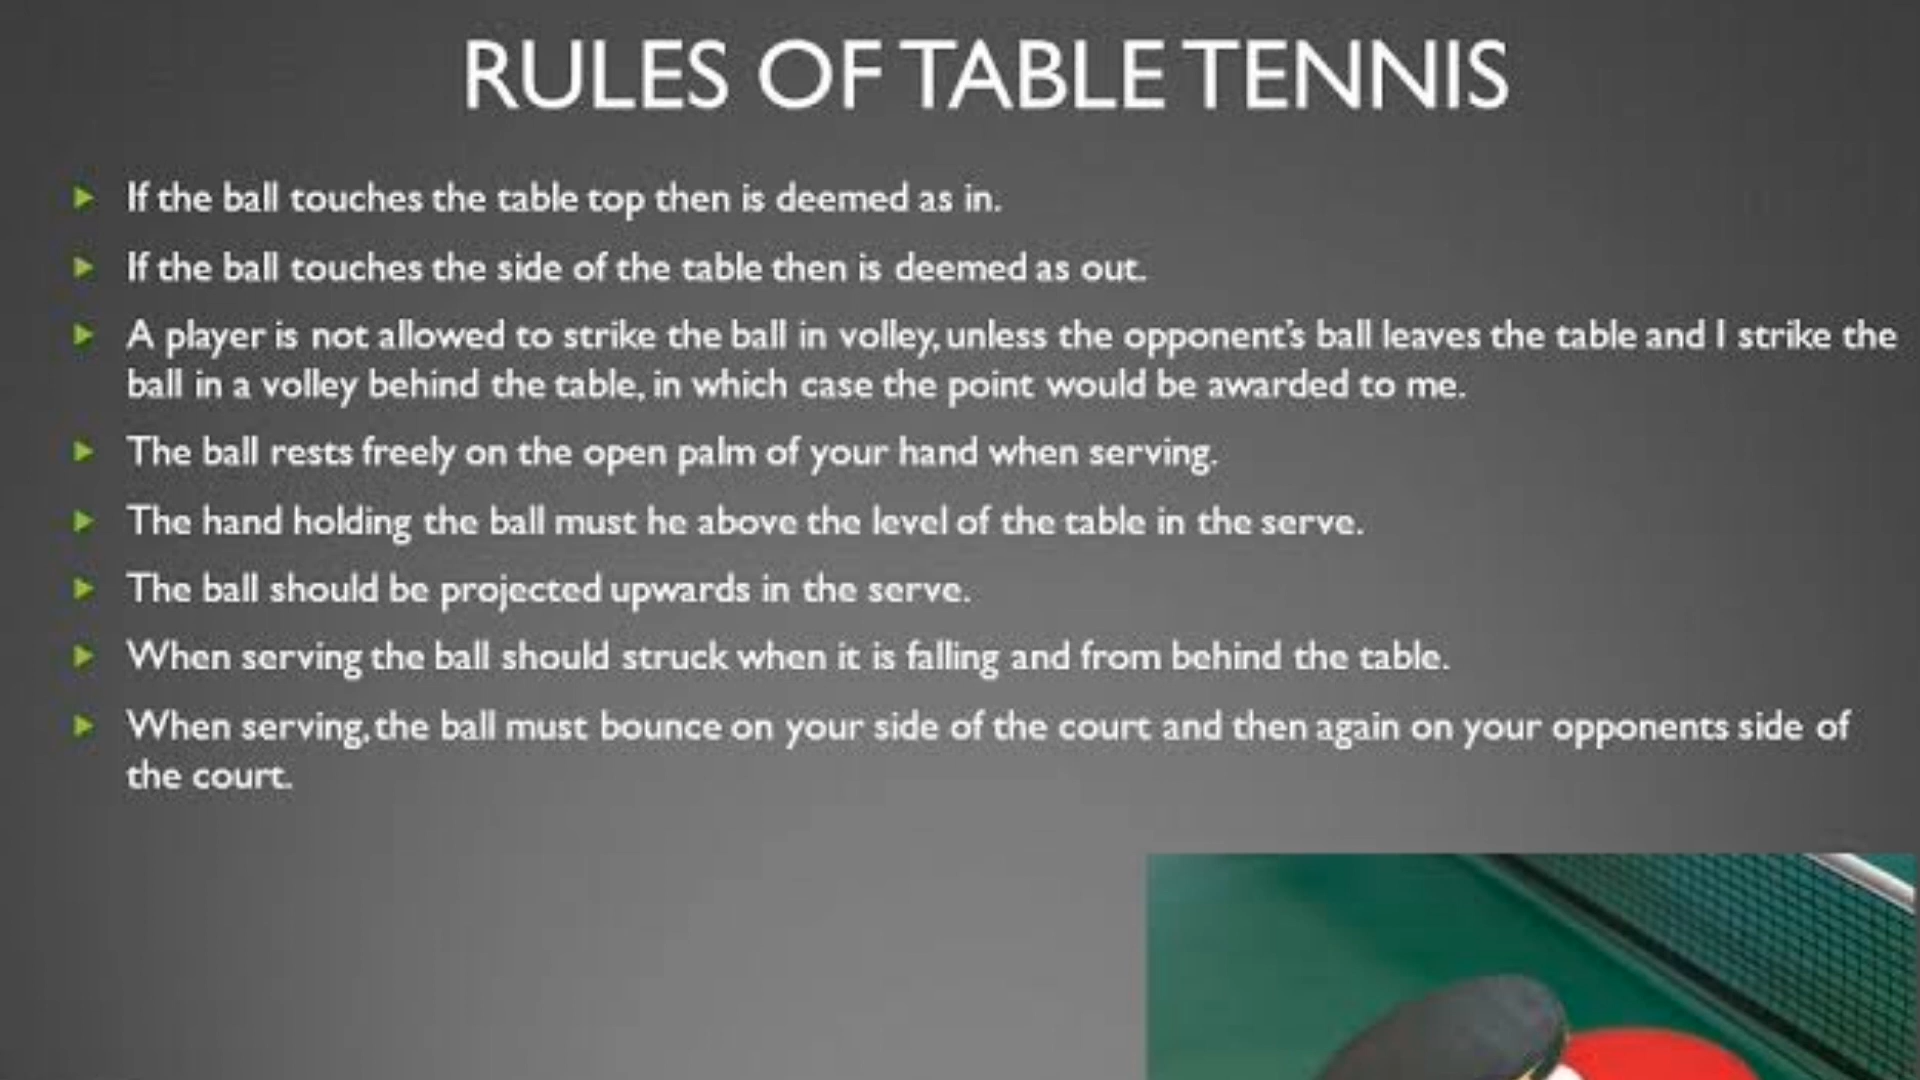 RULES OF TABLE TENNIS
If the ball touches the table top then is deemed as in.
If the ball touches the side of the table then is deemed as out.
A player is not allowed to strike the ball in volley, unless the opponent's ball leaves the table and I strike the
ball in a volley behind the table, in which case the point would be awarded to me.
The ball rests freely on the open palm of your hand when serving.
The hand holding the ball must he above the level of the table in the serve.
The ball should be projected upwards in the serve.
When serving the ball should struck when it is falling and from behind the table.
When serving, the ball must bounce on your side of the court and then again on your opponents side of
the court.